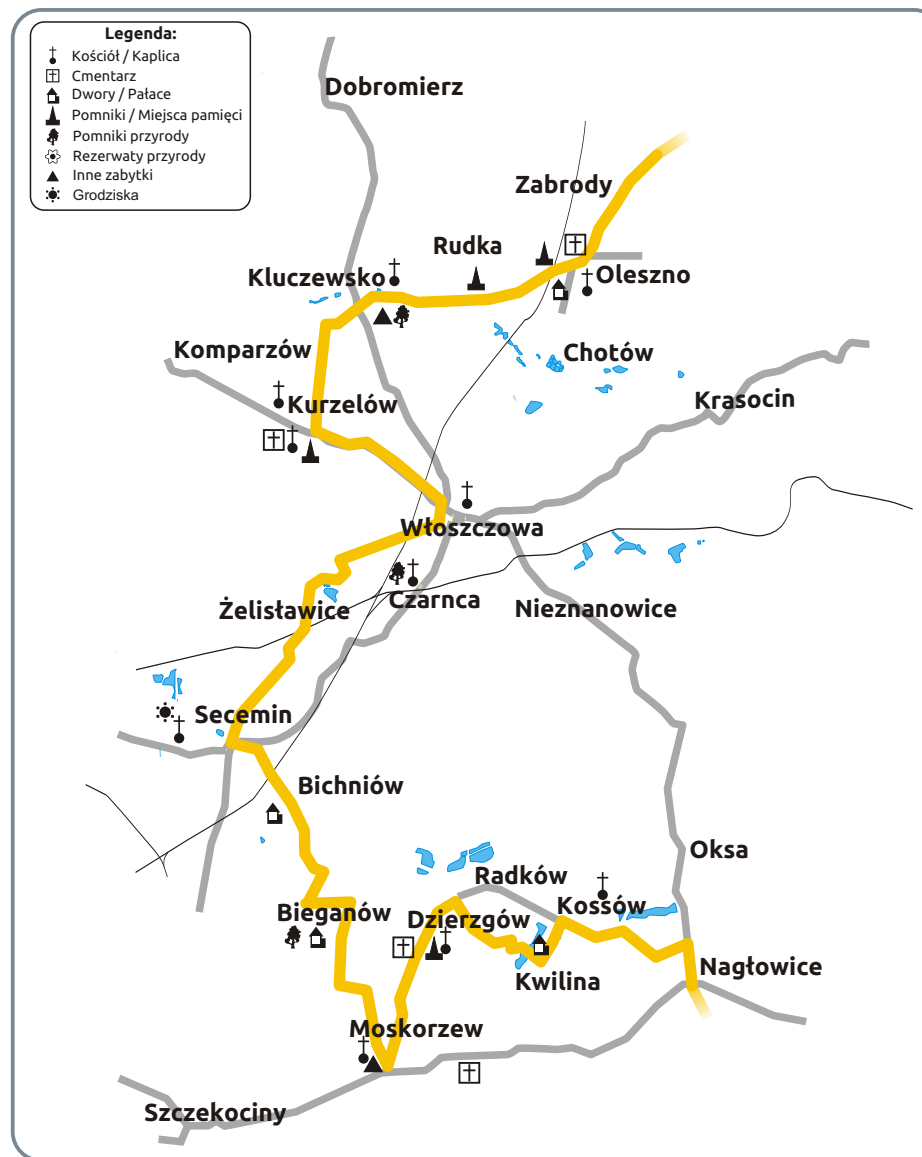 Legenda:
Kościół / Kaplica
Cmentarz
Dwory / Pałace
Pomniki / Miejsca pamięci
Pomniki przyrody
Rezerwaty przyrody
Inne zabytki
Grodziska
Dobromierz
Zabrody
Rudka
Kluczewsko
Oleszno
Komparzów
Chotów
Krasocin
Kurzelów
Włoszczowa
Czarnca
Żelisławice
Nieznanowice
Secemin
Bichniów
Oksa
Radków
Kossów
Bieganów
Dzierzgów
Kwilina
Nagłowice
Moskorzew
Szczekociny